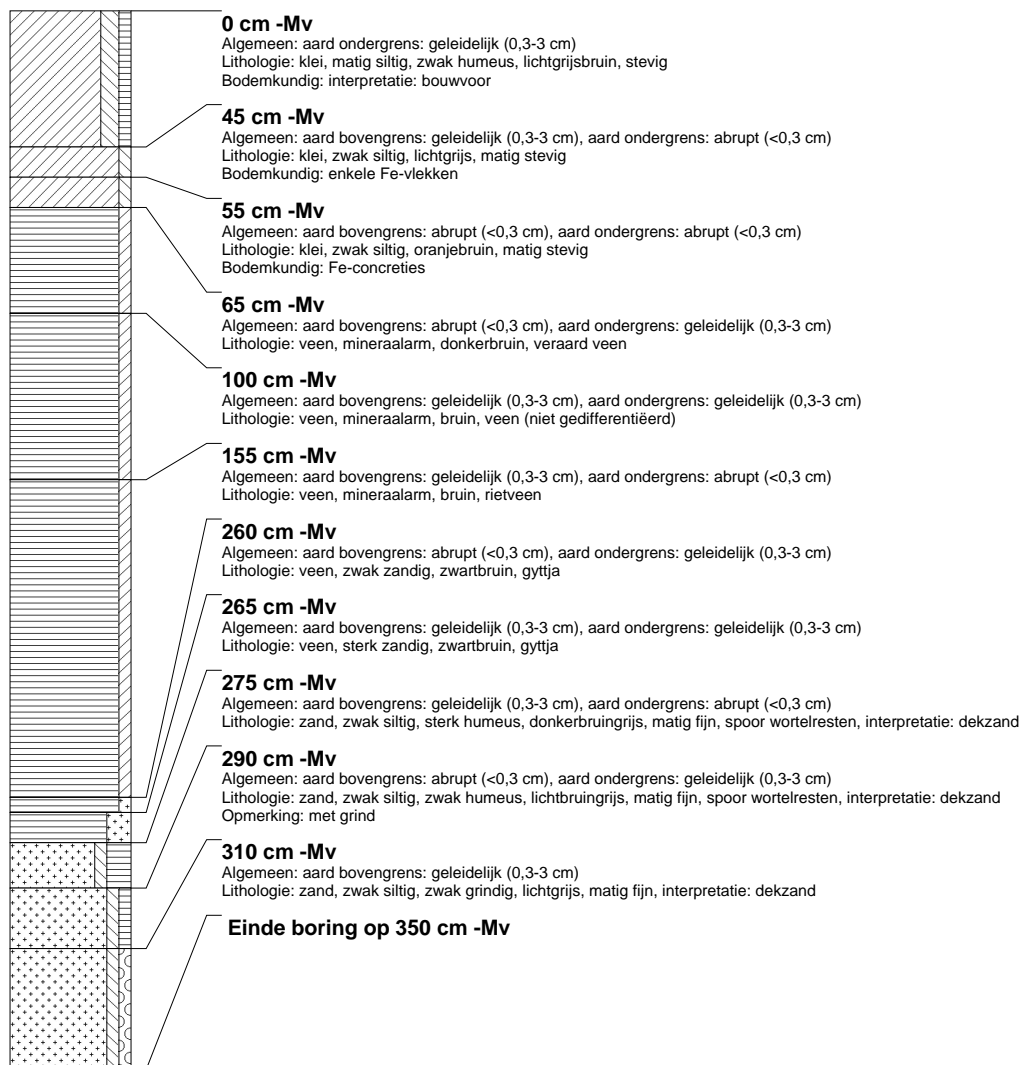 0 cm -Mv
Algemeen: aard ondergrens: geleidelijk (0,3-3 cm)
Lithologie: klei, matig siltig, zwak humeus, lichtgrijsbruin, stevig
Bodemkundig: interpretatie: bouwvoor
45 cm -Mv
Algemeen: aard bovengrens: geleidelijk (0,3-3 cm), aard ondergrens: abrupt (<0,3 cm)
Lithologie: klei, zwak siltig, lichtgrijs, matig stevig
Bodemkundig: enkele Fe-vlekken
55 cm -Mv
Algemeen: aard bovengrens: abrupt (<0,3 cm), aard ondergrens: abrupt (<0,3 cm)
Lithologie: klei, zwak siltig, oranjebruin, matig stevig
Bodemkundig: Fe-concreties
65 cm -Mv
Algemeen: aard bovengrens: abrupt (<0,3 cm), aard ondergrens: geleidelijk (0,3-3 cm)
Lithologie: veen, mineraalarm, donkerbruin, veraard veen
100 cm -Mv
Algemeen: aard bovengrens: geleidelijk (0,3-3 cm), aard ondergrens: geleidelijk (0,3-3 cm)
Lithologie: veen, mineraalarm, bruin, veen (niet gedifferentiëerd)
155 cm -Mv
Algemeen: aard bovengrens: geleidelijk (0,3-3 cm), aard ondergrens: abrupt (<0,3 cm)
Lithologie: veen, mineraalarm, bruin, rietveen
260 cm -Mv
Algemeen: aard bovengrens: abrupt (<0,3 cm), aard ondergrens: geleidelijk (0,3-3 cm)
Lithologie: veen, zwak zandig, zwartbruin, gyttja
265 cm -Mv
Algemeen: aard bovengrens: geleidelijk (0,3-3 cm), aard ondergrens: geleidelijk (0,3-3 cm)
Lithologie: veen, sterk zandig, zwartbruin, gyttja
275 cm -Mv
Algemeen: aard bovengrens: geleidelijk (0,3-3 cm), aard ondergrens: abrupt (<0,3 cm)
Lithologie: zand, zwak siltig, sterk humeus, donkerbruingrijs, matig fijn, spoor wortelresten, interpretatie: dekzand
290 cm -Mv
Algemeen: aard bovengrens: abrupt (<0,3 cm), aard ondergrens: geleidelijk (0,3-3 cm)
Lithologie: zand, zwak siltig, zwak humeus, lichtbruingrijs, matig fijn, spoor wortelresten, interpretatie: dekzand
Opmerking: met grind
310 cm -Mv
Algemeen: aard bovengrens: geleidelijk (0,3-3 cm)
Lithologie: zand, zwak siltig, zwak grindig, lichtgrijs, matig fijn, interpretatie: dekzand
Einde boring op 350 cm -Mv